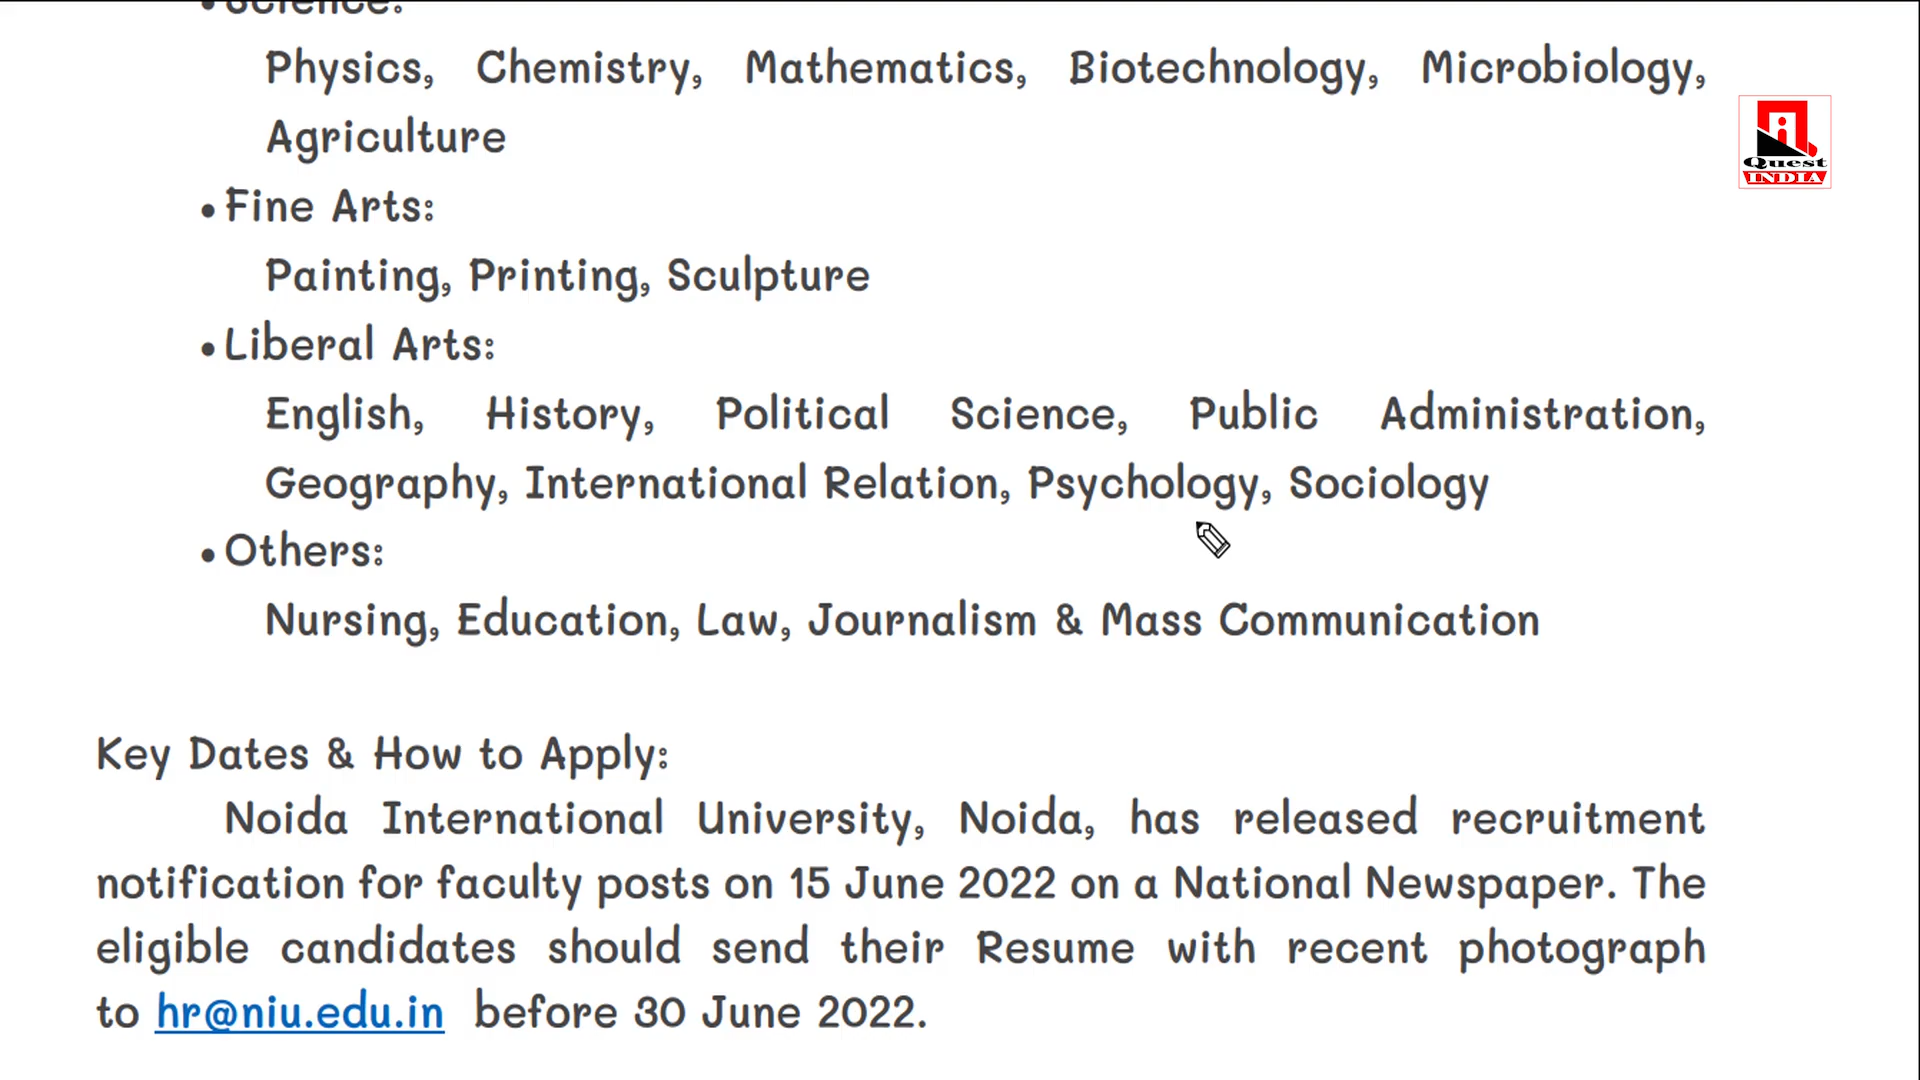 • Science:
Physics, Chemistry, Mathematics, Biotechnology, Microbiology,
Agriculture
• Fine Arts:
Painting, Printing, Sculpture
• Liberal Arts:
English, History, Political Science, Public Administration,
Geography, International Relation, Psychology, Sociology
• Others:
Nursing, Education, Law, Journalism & Mass Communication
Key Dates & How to Apply:
Noida International University, Noida, has released recruitment
notification for faculty posts on 15 June 2022 on a National Newspaper. The
eligible candidates should send their Resume with recent photograph
to hr@niu.edu.in before 30 June 2022.
i
Quest
INDIA